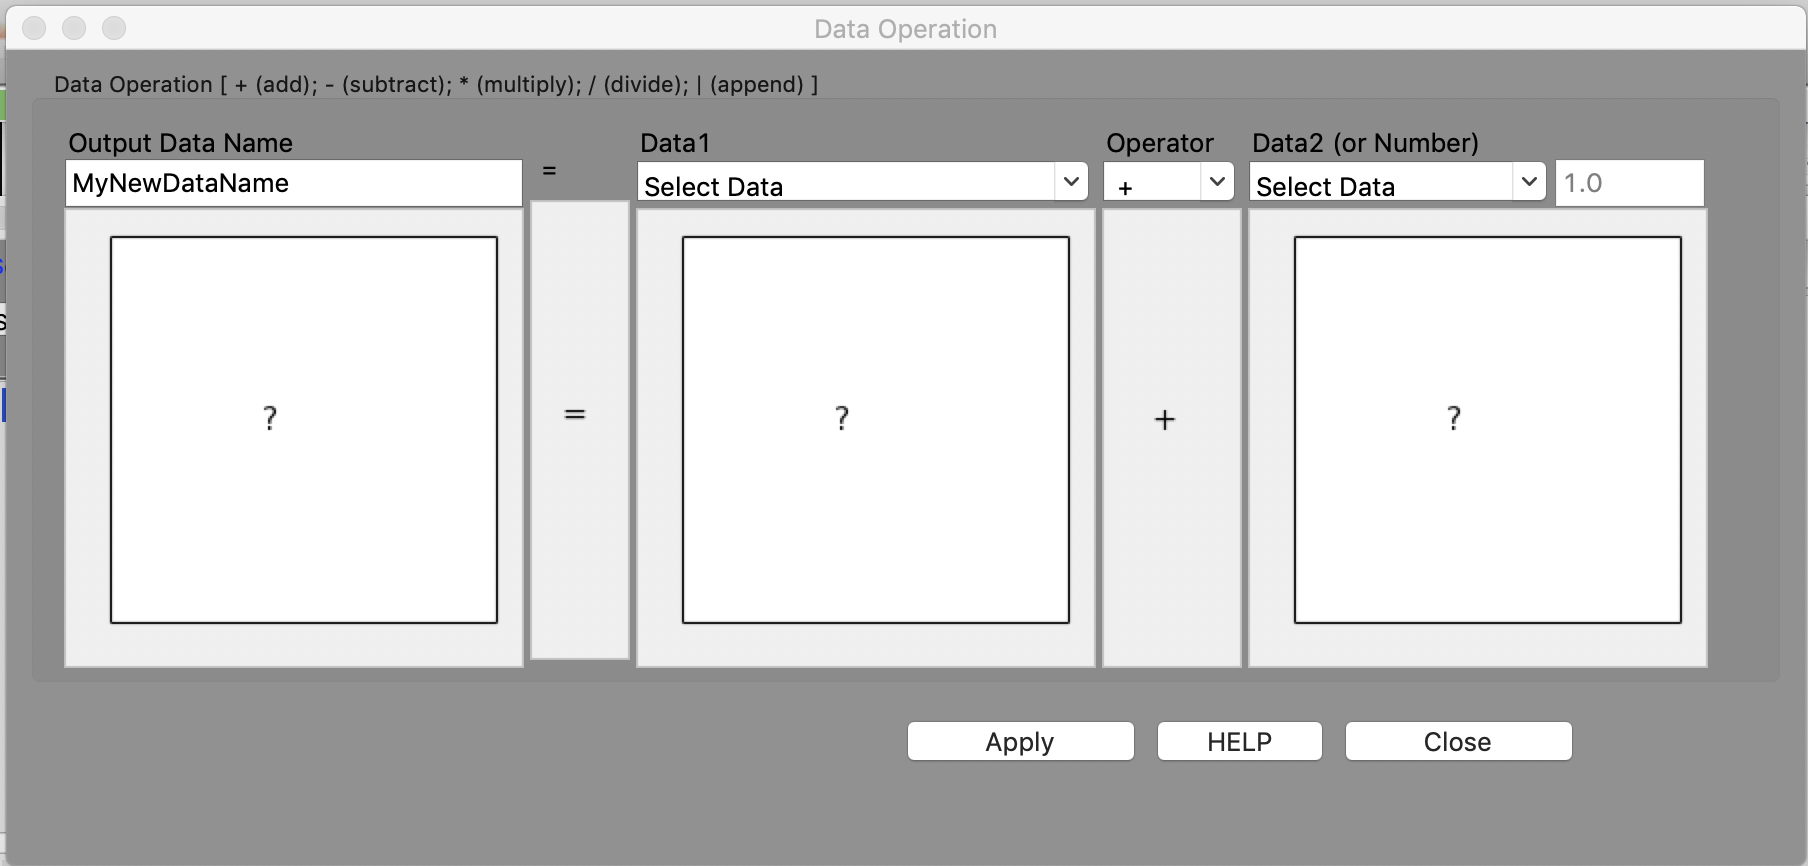 Data Operation
Data Operation [ + (add); - (subtract); * (multiply); / (divide); | (append) ]
Output Data Name
Data1
Operator
Data2 (or Number)
MyNewDataName
=
Select Data
+
Select Data
1.0
?
=
?
+
?
Apply
HELP
Close